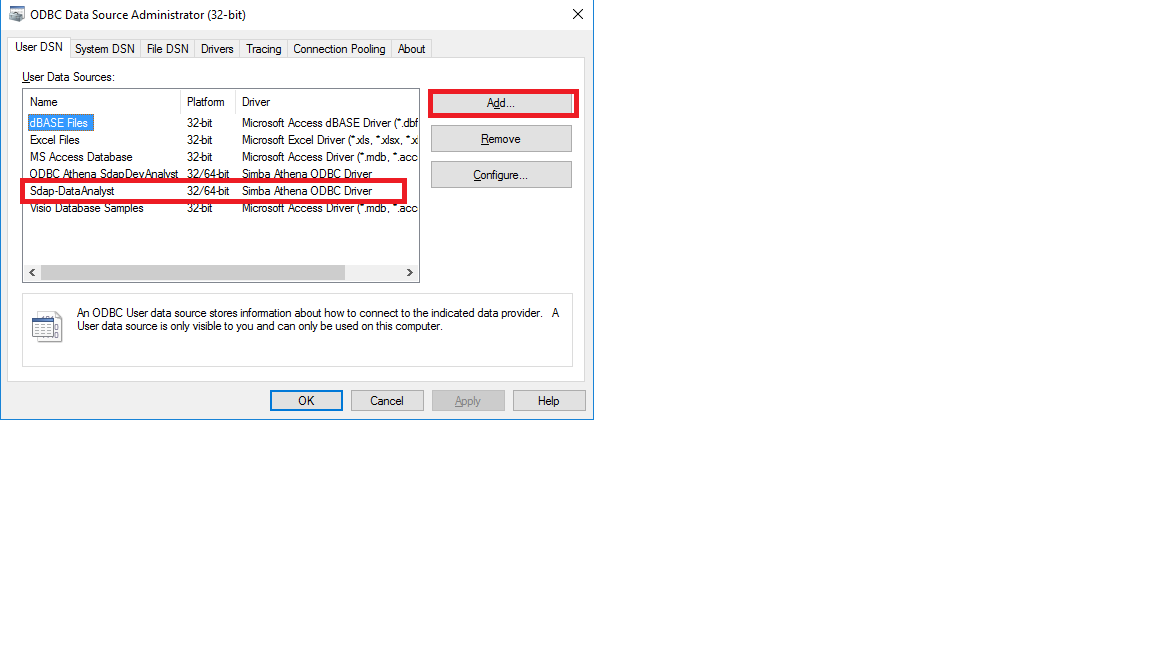 ODBC Data Source Administrator (32-bit)
User DSN System DSN File DSN Drivers Tracing Connection Pooling About
User Data Sources:
Name Platform Driver
dBASE Files 32-bit Microsoft Access dBASE Driver (*.dbf
Excel Files 32-bit Microsoft Excel Driver (*.xls, *.xlsx, *.x
MS Access Database 32-bit Microsoft Access Driver (*.mdb, *.acc
ODBC Athena SdapDevAnalyst 32/64-bit Simba Athena ODBC Driver
Sdap-DataAnalyst 32/64-bit Simba Athena ODBC Driver
Visio Database Samples 32-bit Microsoft Access Driver (*.mdb, *.acc
Add...
Remove
Configure...
An ODBC User data source stores information about how to connect to the indicated data provider. A
User data source is only visible to you and can only be used on this computer.
OK Cancel Apply Help